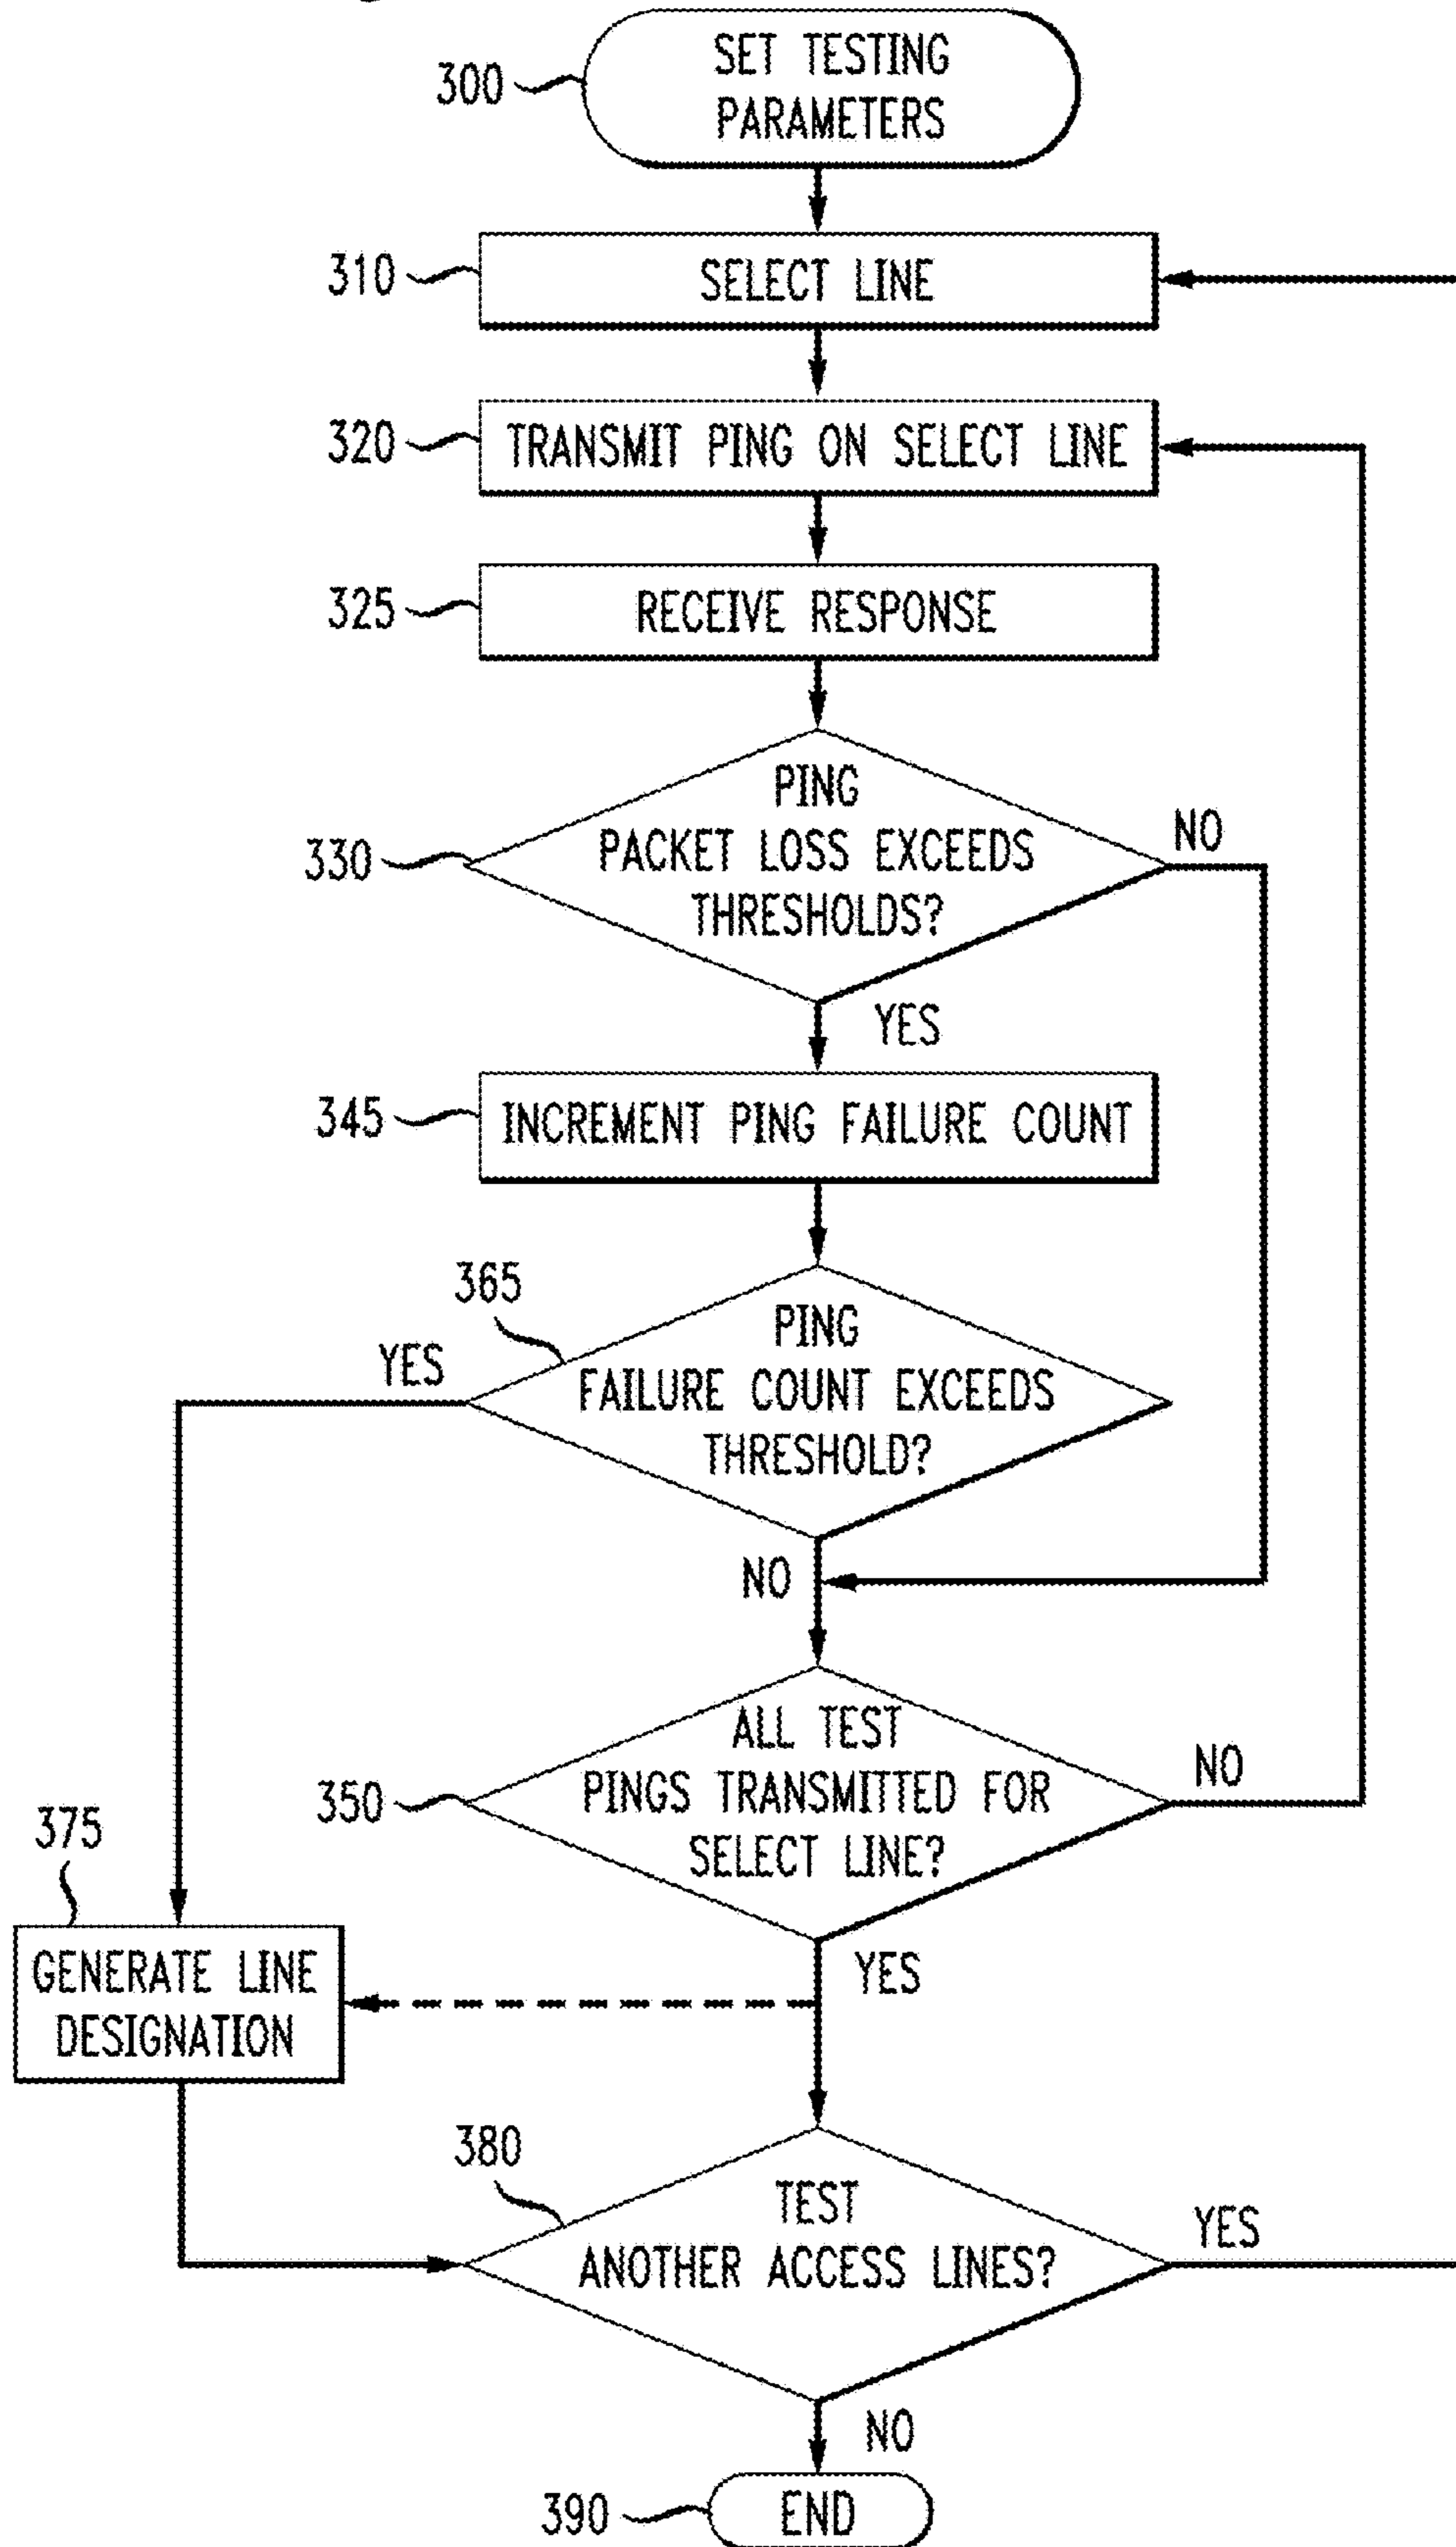 300
SET TESTING
PARAMETERS
310
SELECT LINE
320
TRANSMIT PING ON SELECT LINE
325
RECEIVE RESPONSE
330
PING
PACKET LOSS EXCEEDS
THRESHOLDS?
NO
YES
345
INCREMENT PING FAILURE COUNT
365
PING
FAILURE COUNT EXCEEDS
THRESHOLD?
YES
NO
350
ALL TEST
PINGS TRANSMITTED FOR
SELECT LINE?
NO
YES
375
GENERATE LINE
DESIGNATION
380
TEST
ANOTHER ACCESS LINES?
YES
NO
390
END